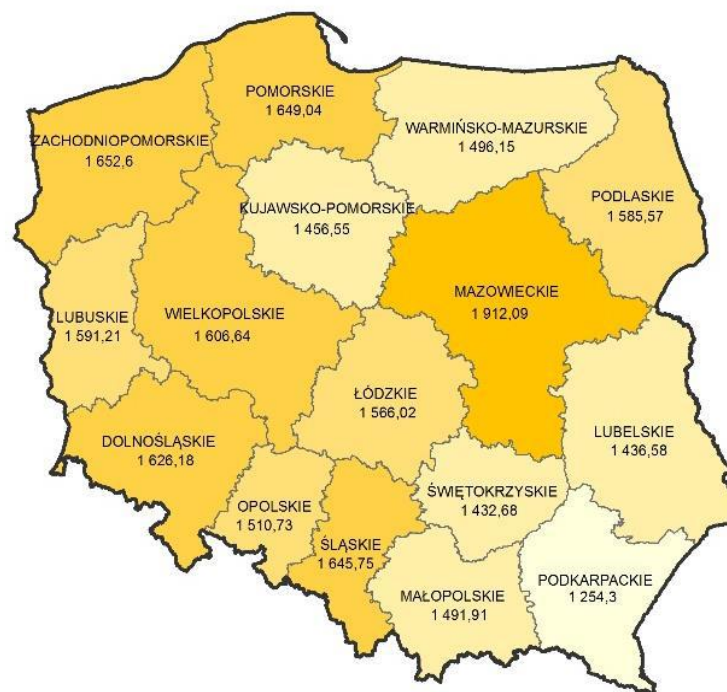 POMORSKIE
1 649,04
ZACHODNIOPOMORSKIE
1 652,6
WARMIŃSKO-MAZURSKIE
1 496,15
PODLASKIE
1 585,57
KUJAWSKO-POMORSKIE
1 456,55
MAZOWIECKIE
1 912,09
LUBUSKIE
1 591,21
WIELKOPOLSKIE
1 606,64
ŁÓDZKIE
1 566,02
LUBELSKIE
1 436,58
DOLNOŚLĄSKIE
1 626,18
OPOLSKIE
1 510,73
ŚLĄSKIE
1 645,75
ŚWIĘTOKRZYSKIE
1 432,68
MAŁOPOLSKIE
1 491,91
PODKARPACKIE
1 254,3